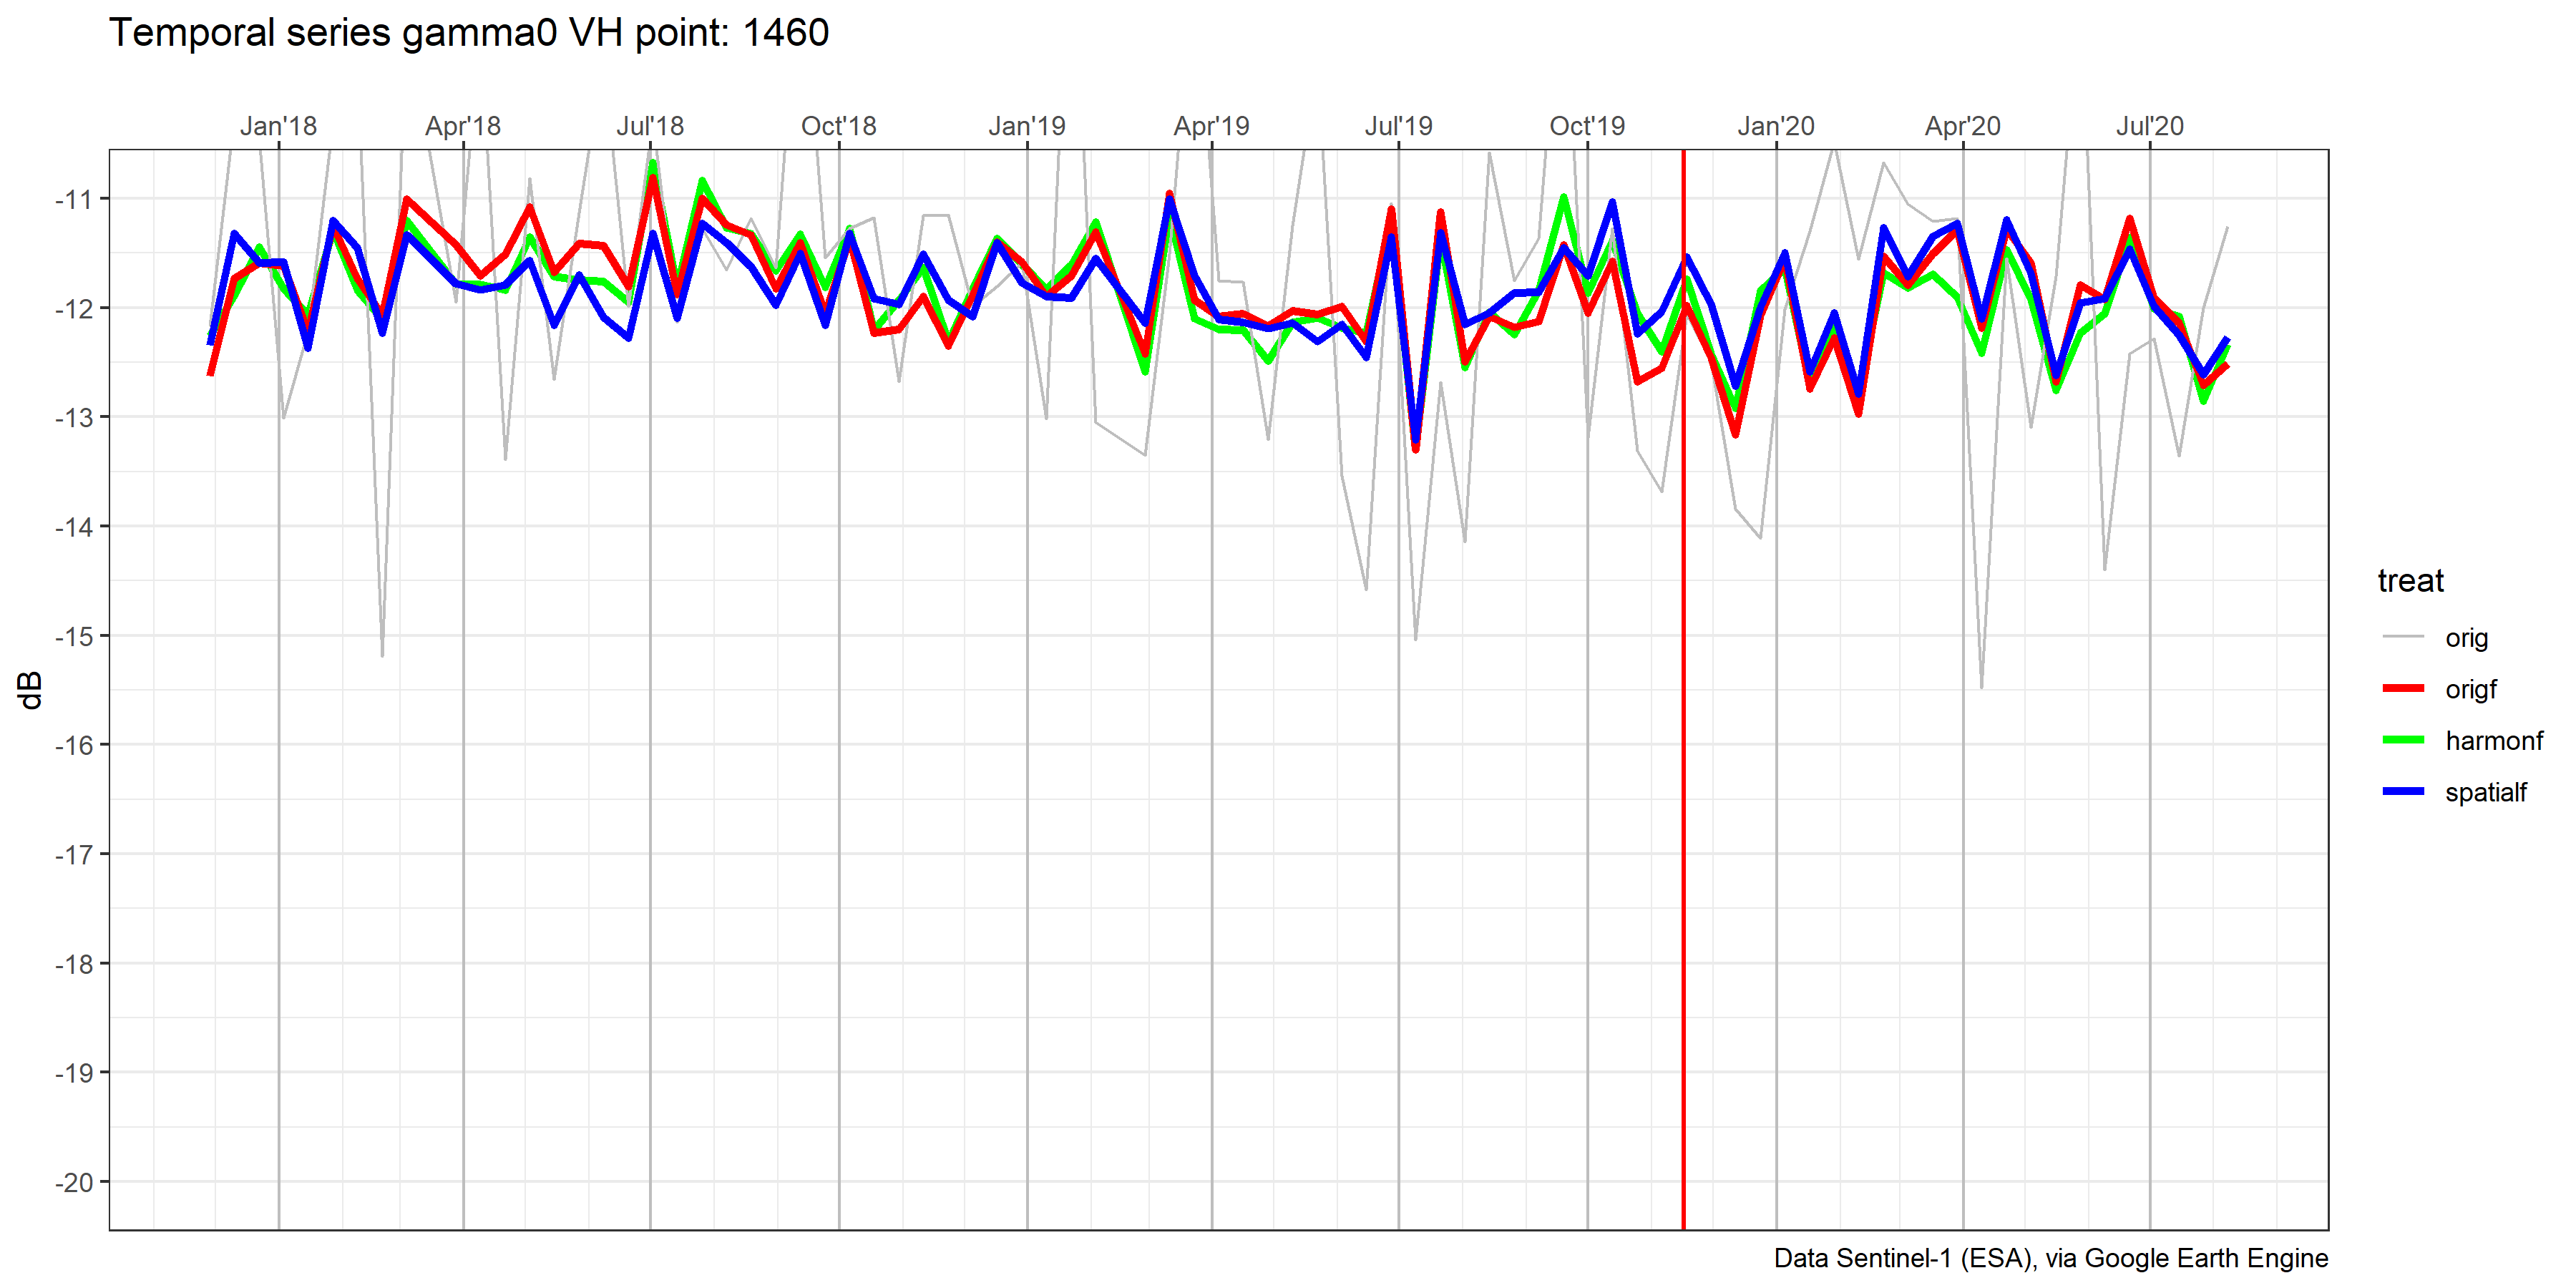 Temporal series gamma0 VH point: 1460
Jan'18 Apr'18 Jul'18 Oct'18 Jan'19 Apr'19 Jul'19 Oct'19 Jan'20 Apr'20 Jul'20
-11
-12
-13
-14
-15
-16
-17
-18
-19
-20
dB
treat
orig
origf
harmonf
spatialf
Data Sentinel-1 (ESA), via Google Earth Engine